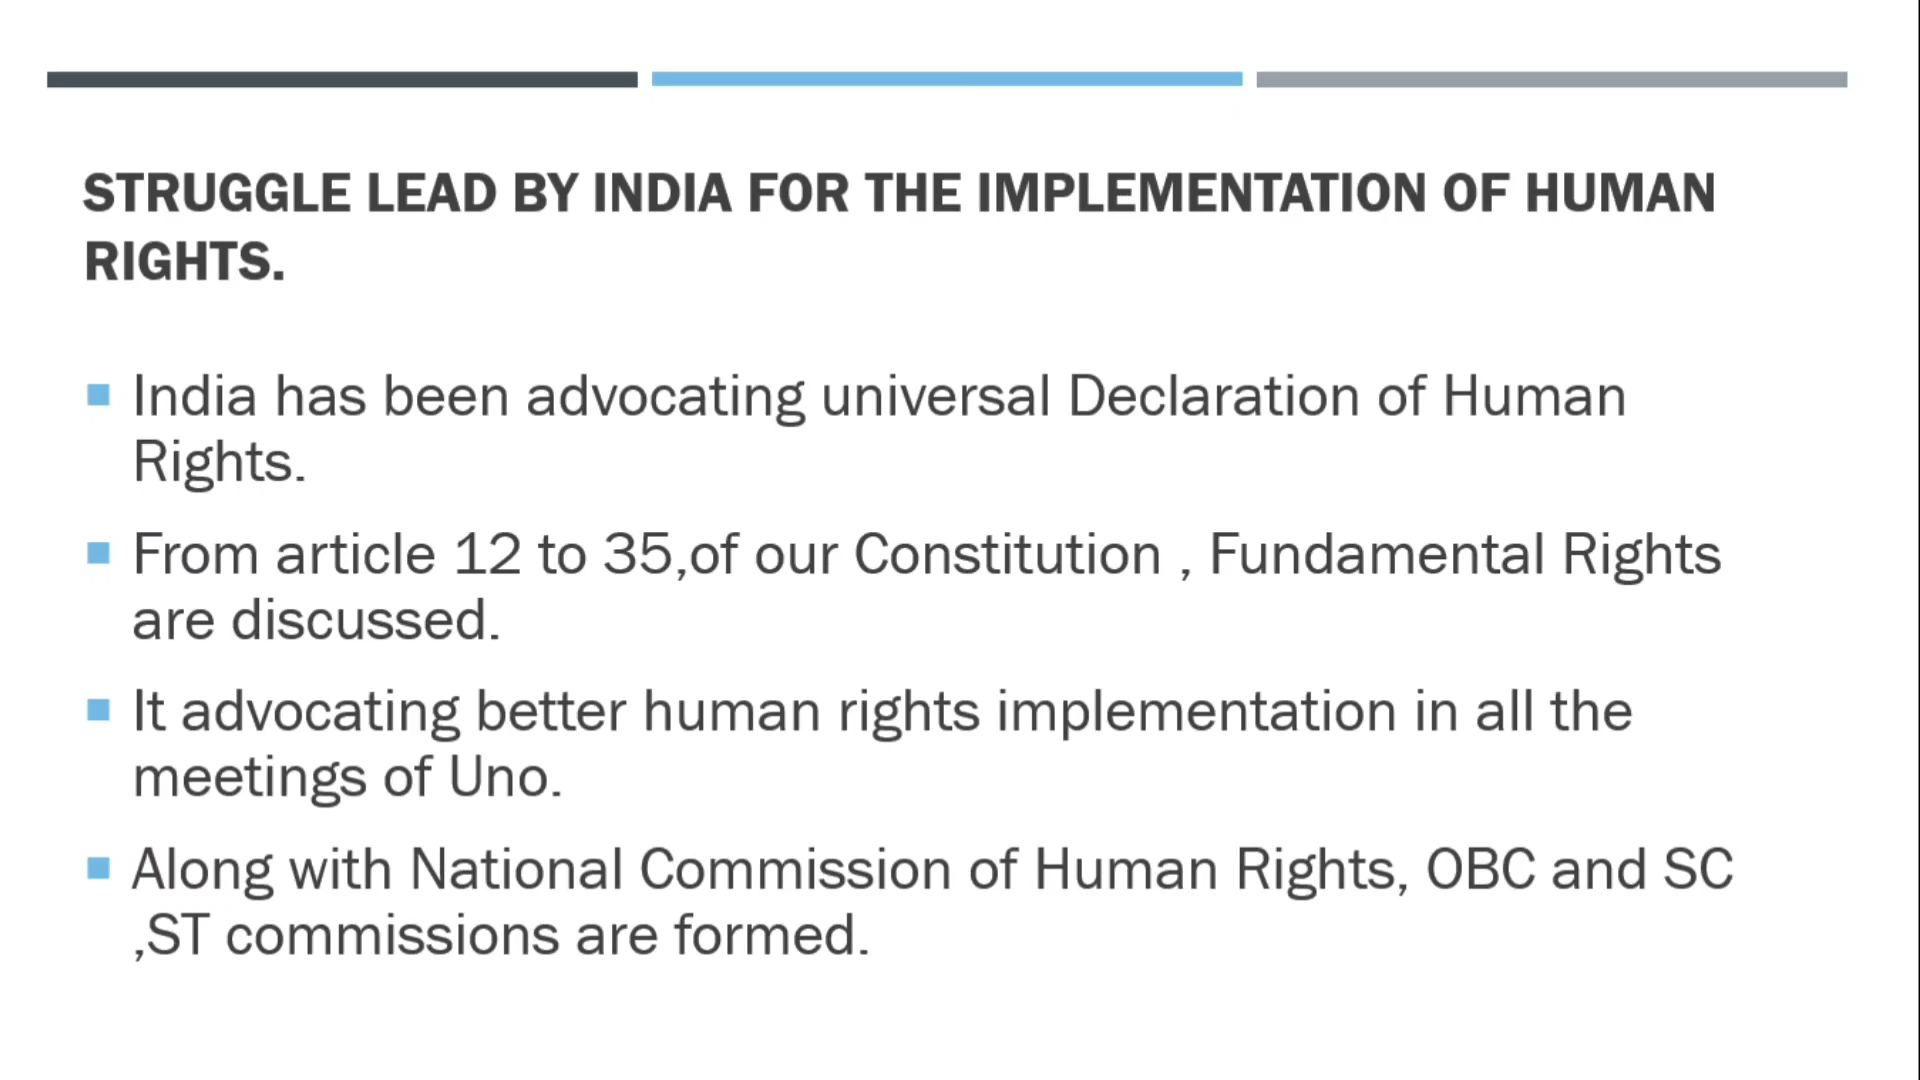 STRUGGLE LEAD BY INDIA FOR THE IMPLEMENTATION OF HUMAN
RIGHTS.
India has been advocating universal Declaration of Human
Rights.
From article 12 to 35,of our Constitution , Fundamental Rights
are discussed.
It advocating better human rights implementation in all the
meetings of Uno.
Along with National Commission of Human Rights, OBC and SC
,ST commissions are formed.